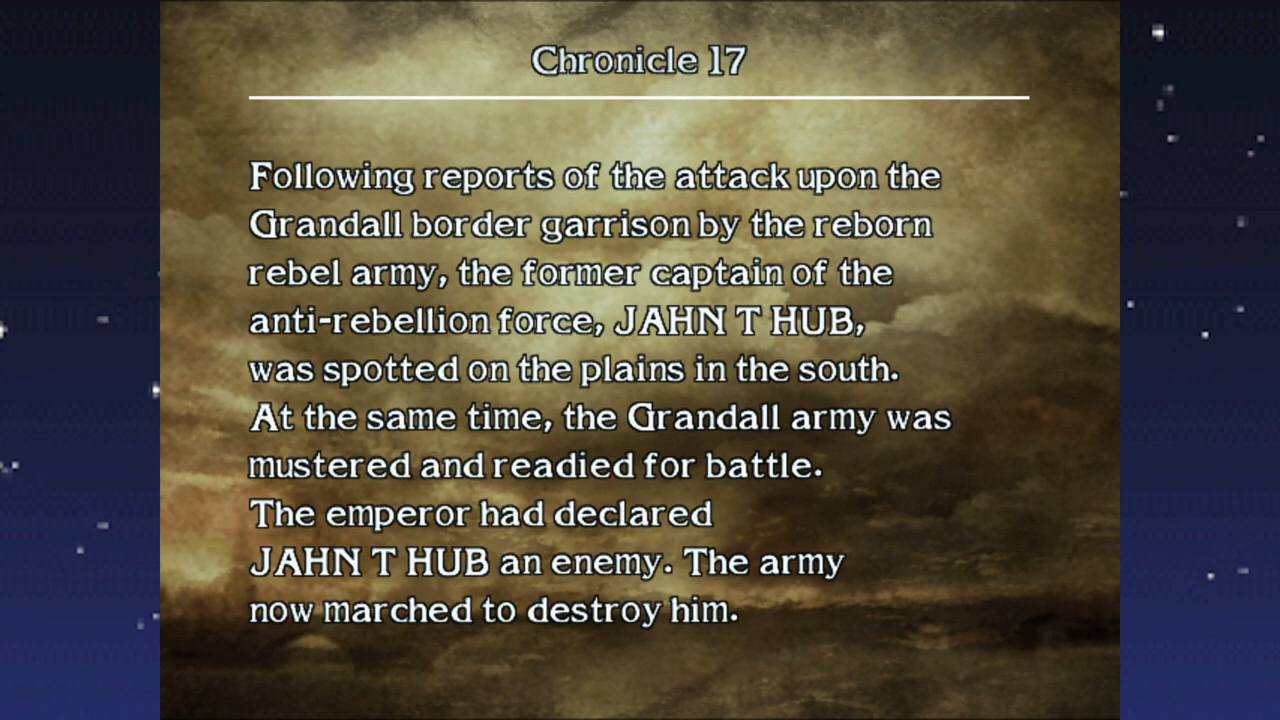 Chronicle 17
Following reports of the attack upon the
Grandall border garrison by the reborn
rebel army, the former captain of the
anti-rebellion force, JAHN T HUB,
was spotted on the plains in the south.
At the same time, the Grandall army was
mustered and readied for battle.
The emperor had declared
JAHN T HUB an enemy. The army
now marched to destroy him.